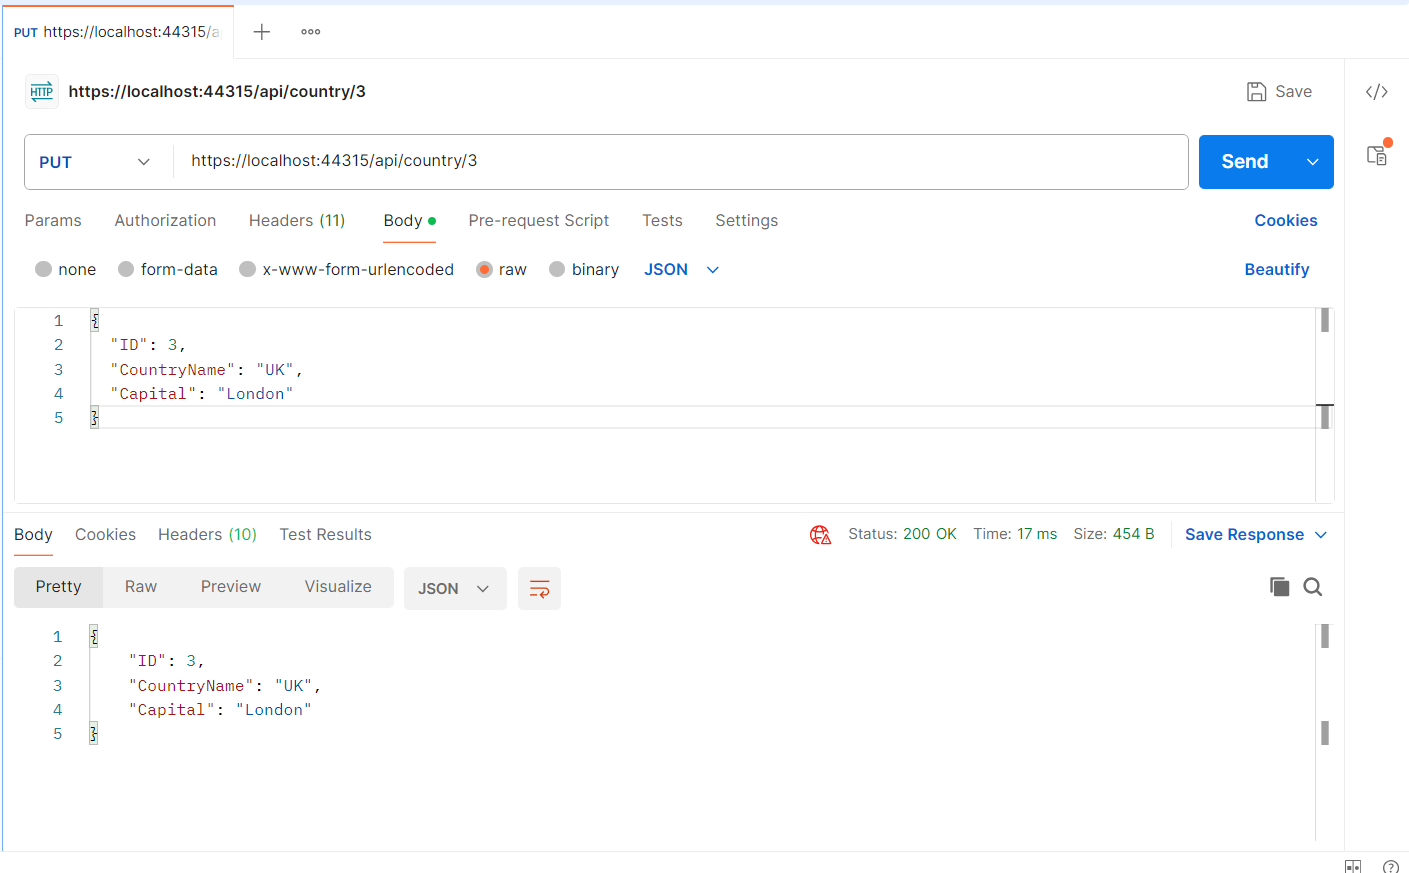 PUT https://localhost:44315/a
HTTP https://localhost:44315/api/country/3 Save
PUT https://localhost:44315/api/country/3 Send
Params Authorization Headers (11) Body Pre-request Script Tests Settings Cookies
none form-data x-www-form-urlencoded raw binary JSON Beautify
1 {
2 "ID": 3,
3 "CountryName": "UK",
4 "Capital": "London"
5 }
Body Cookies Headers (10) Test Results Status: 200 OK Time: 17 ms Size: 454 B Save Response
Pretty Raw Preview Visualize JSON
1 {
2 "ID": 3,
3 "CountryName": "UK",
4 "Capital": "London"
5 }